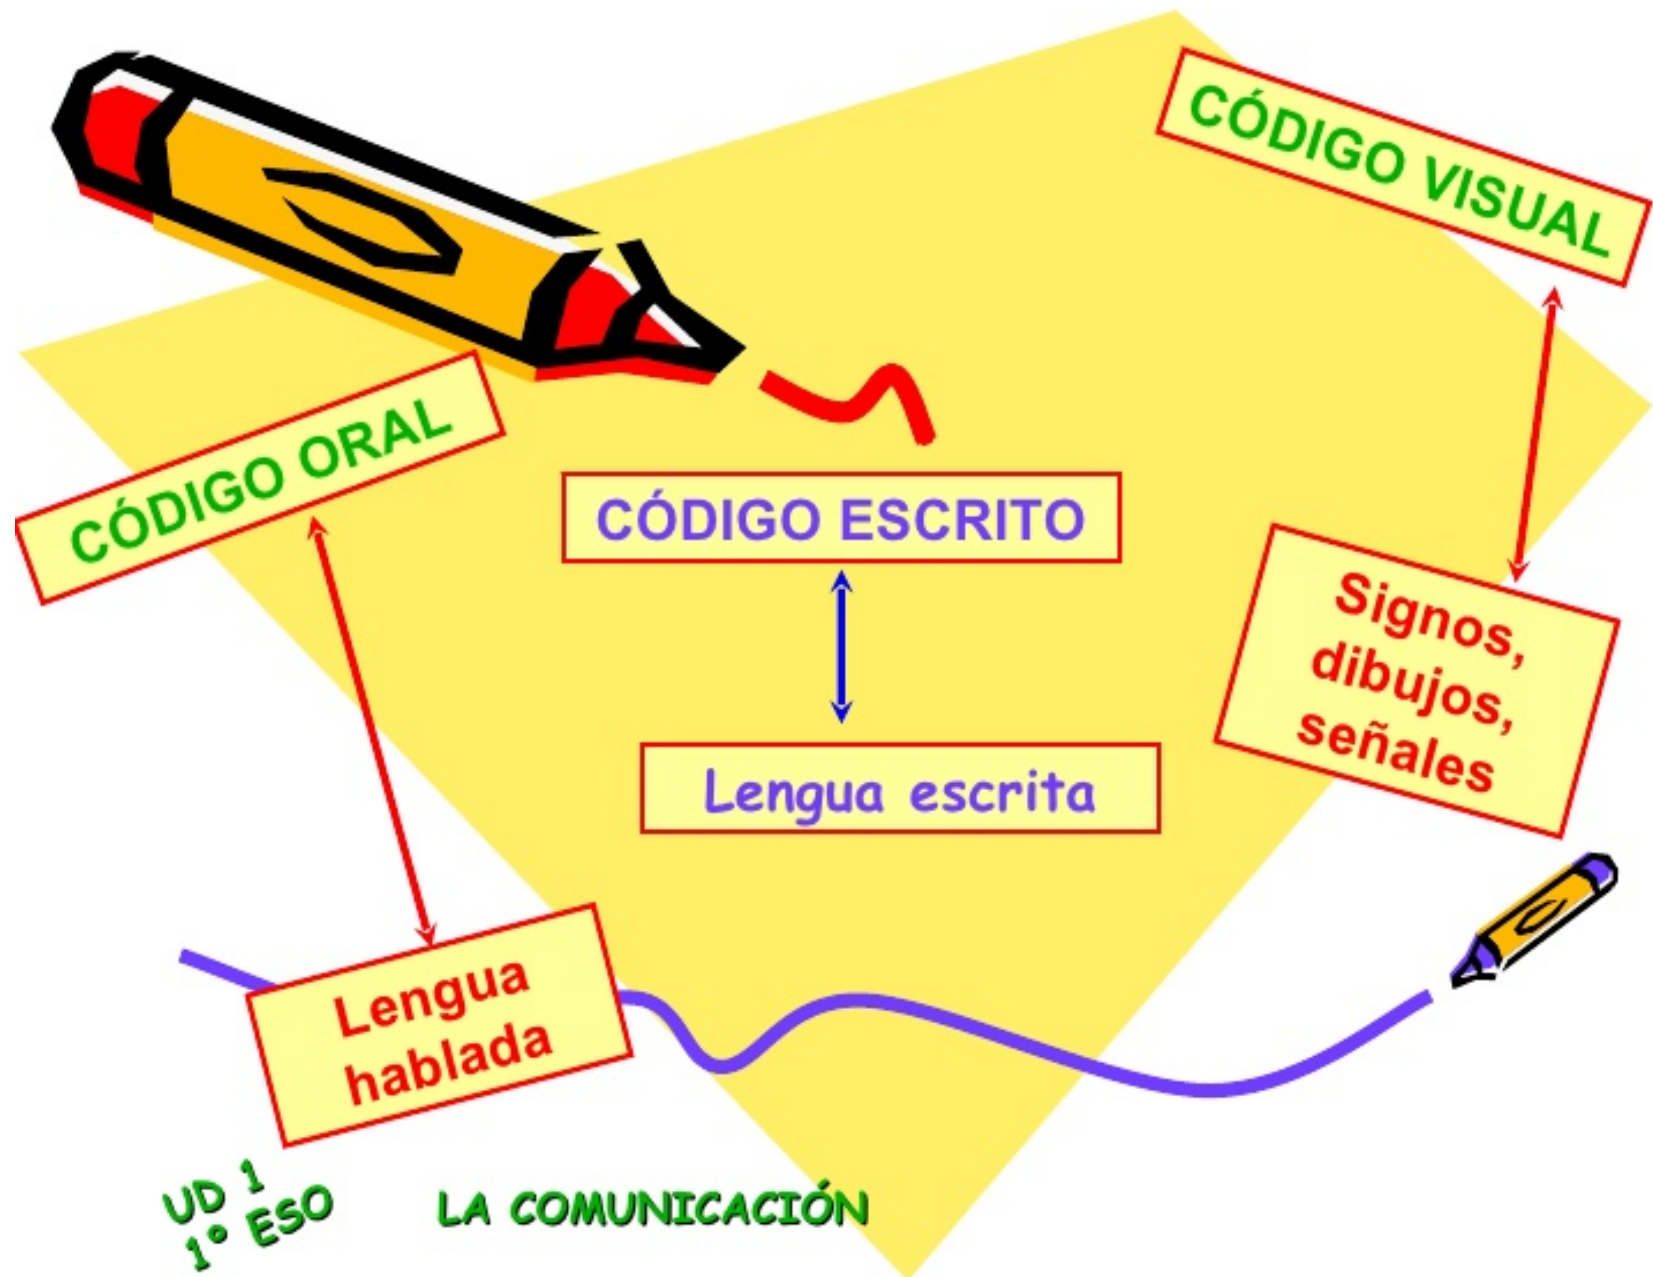 CÓDIGO VISUAL
CÓDIGO ORAL
CÓDIGO ESCRITO
Signos,
dibujos,
señales
Lengua escrita
Lengua
hablada
UD 1
1º ESO
LA COMUNICACIÓN